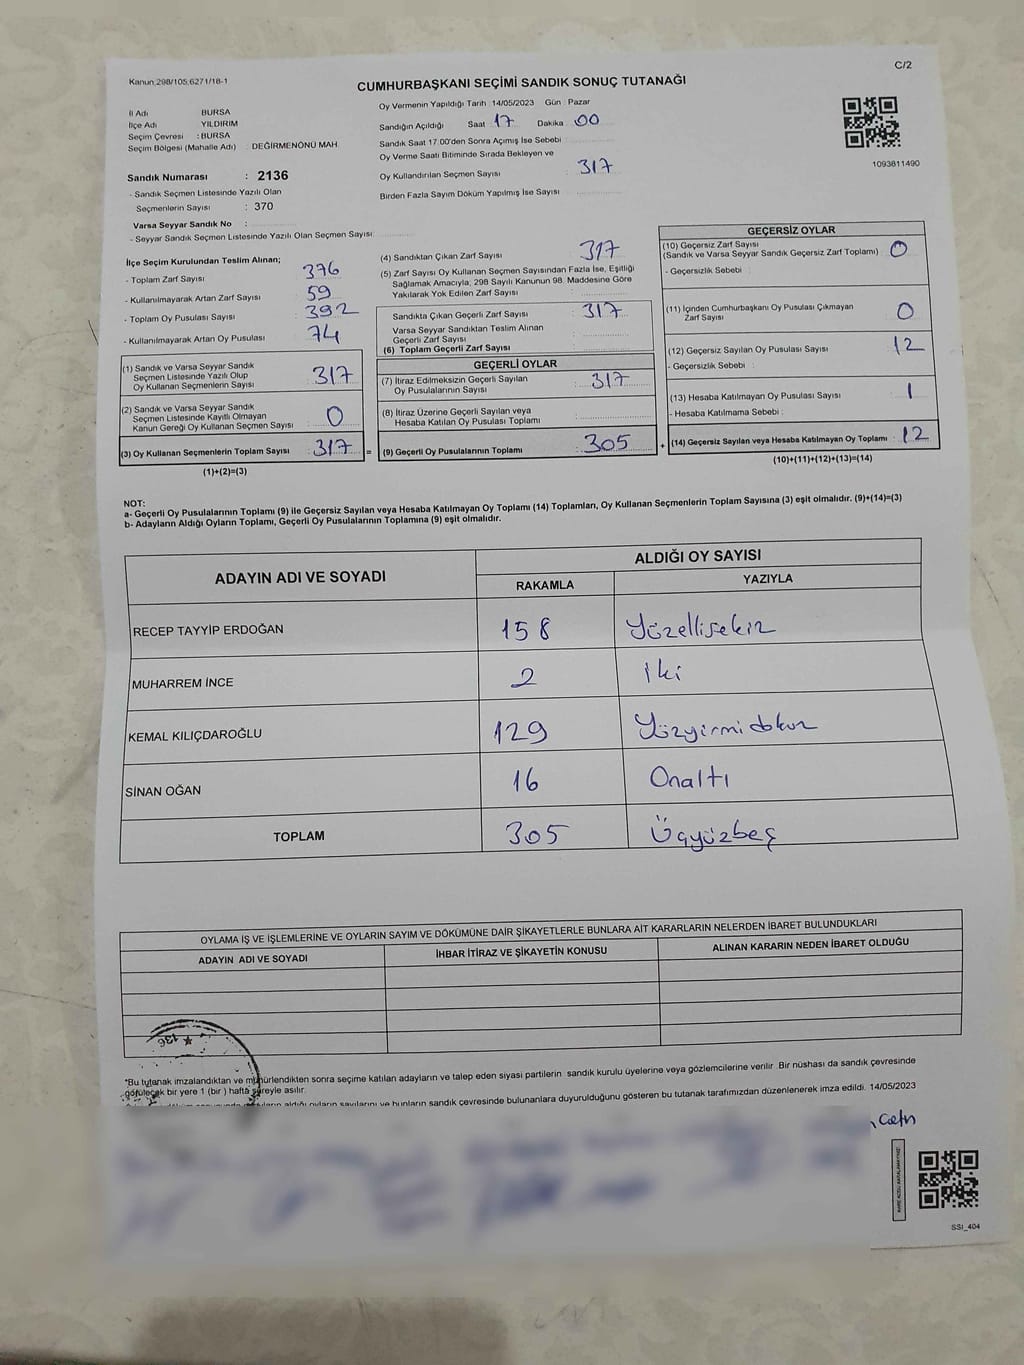 C/2
Kanun,298/105,6271/18-1
CUMHURBAŞKANI SEÇİMİ SANDIK SONUÇ TUTANAĞI
İl Adı BURSA
İlçe Adı YILDIRIM
Seçim Çevresi : BURSA
Seçim Bölgesi (Mahalle Adı) : DEĞİRMENÖNÜ MAH.
Oy Vermenin Yapıldığı Tarih 14/05/2023 Gün : Pazar
Sandığın Açıldığı Saat 17 Dakika 00
Sandık Saat 17.00'den Sonra Açımış İse Sebebi
Oy Verme Saati Bitiminde Sırada Bekleyen ve
Oy Kullandırılan Seçmen Sayısı : 317
Birden Fazla Sayım Döküm Yapılmış İse Sayısı :
1093811490
Sandık Numarası : 2136
- Sandık Seçmen Listesinde Yazılı Olan
Seçmenlerin Sayısı : 370
Varsa Seyyar Sandık No :
- Seyyar Sandık Seçmen Listesinde Yazılı Olan Seçmen Sayısı:
İlçe Seçim Kurulundan Teslim Alınan;
- Toplam Zarf Sayısı : 376
- Kullanılmayarak Artan Zarf Sayısı : 59
- Toplam Oy Pusulası Sayısı : 392
- Kullanılmayarak Artan Oy Pusulası : 74
(1) Sandık ve Varsa Seyyar Sandık
Seçmen Listesinde Yazılı Olup
Oy Kullanan Seçmenlerin Sayısı : 317
(2) Sandık ve Varsa Seyyar Sandık
Seçmen Listesinde Kayıtlı Olmayan
Kanun Gereği Oy Kullanan Seçmen Sayısı : 0
(3) Oy Kullanan Seçmenlerin Toplam Sayısı : 317 =
(1)+(2)=(3)
(4) Sandıktan Çıkan Zarf Sayısı : 317
(5) Zarf Sayısı Oy Kullanan Seçmen Sayısından Fazla İse, Eşitliği
Sağlamak Amacıyla, 298 Sayılı Kanunun 98. Maddesine Göre
Yakılarak Yok Edilen Zarf Sayısı :
Sandıkta Çıkan Geçerli Zarf Sayısı : 317
Varsa Seyyar Sandıktan Teslim Alınan
Geçerli Zarf Sayısı :
(6) Toplam Geçerli Zarf Sayısı :
GEÇERLİ OYLAR
(7) İtiraz Edilmeksizin Geçerli Sayılan
Oy Pusulalarının Sayısı : 317
(8) İtiraz Üzerine Geçerli Sayılan veya
Hesaba Katılan Oy Pusulası Toplamı :
(9) Geçerli Oy Pusulalarının Toplamı : 305 +
GEÇERSİZ OYLAR
(10) Geçersiz Zarf Sayısı
(Sandık ve Varsa Seyyar Sandık Geçersiz Zarf Toplamı) : 0
- Geçersizlik Sebebi :
(11) İçinden Cumhurbaşkanı Oy Pusulası Çıkmayan
Zarf Sayısı : 0
(12) Geçersiz Sayılan Oy Pusulası Sayısı : 12
- Geçersizlik Sebebi :
(13) Hesaba Katılmayan Oy Pusulası Sayısı : 1
- Hesaba Katılmama Sebebi :
(14) Geçersiz Sayılan veya Hesaba Katılmayan Oy Toplamı : 12
(10)+(11)+(12)+(13)=(14)
NOT:
a- Geçerli Oy Pusulalarının Toplamı (9) ile Geçersiz Sayılan veya Hesaba Katılmayan Oy Toplamı (14) Toplamları, Oy Kullanan Seçmenlerin Toplam Sayısına (3) eşit olmalıdır. (9)+(14)=(3)
b- Adayların Aldığı Oyların Toplamı, Geçerli Oy Pusulalarının Toplamına (9) eşit olmalıdır.
ADAYIN ADI VE SOYADI ALDIĞI OY SAYISI
RAKAMLA YAZIYLA
RECEP TAYYİP ERDOĞAN 158 Yüzellisekiz
MUHARREM İNCE 2 iki
KEMAL KILIÇDAROĞLU 129 Yüzyirmidokuz
SİNAN OĞAN 16 Onaltı
TOPLAM 305 Üçyüzbeş
OYLAMA İŞ VE İŞLEMLERİNE VE OYLARIN SAYIM VE DÖKÜMÜNE DAİR ŞİKAYETLERLE BUNLARA AİT KARARLARIN NELERDEN İBARET BULUNDUKLARI
ADAYIN ADI VE SOYADI İHBAR İTİRAZ VE ŞİKAYETİN KONUSU ALINAN KARARIN NEDEN İBARET OLDUĞU
★ 136
*Bu tutanak imzalandıktan ve mühürlendikten sonra seçime katılan adayların ve talep eden siyasi partilerin sandık kurulu üyelerine veya gözlemcilerine verilir. Bir nüshası da sandık çevresinde
görülecek bir yere 1 (bir) hafta süreyle asılır.
aldığı oyların sayılarını ve bunların sandık çevresinde bulunanlara duyurulduğunu gösteren bu tutanak tarafımızdan düzenlenerek imza edildi. 14/05/2023
SSI_404